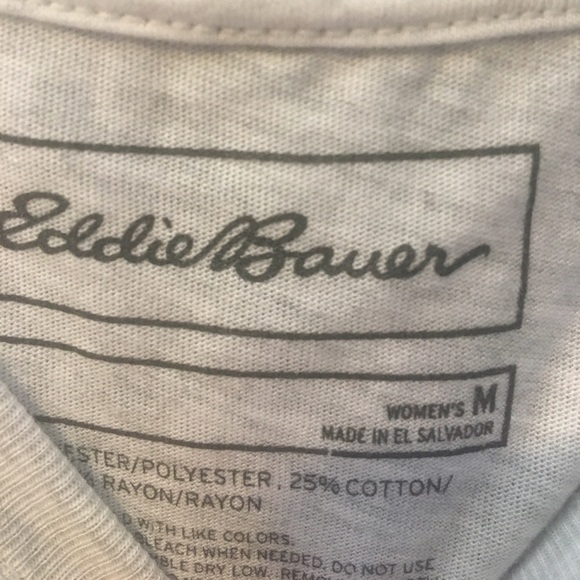 Eddie Bauer
WOMEN'S M
MADE IN EL SALVADOR
ESTER/POLYESTER, 25% COTTON/
% RAYON/RAYON
WITH LIKE COLORS.
BLEACH WHEN NEEDED. DO NOT USE
BLE DRY LOW.